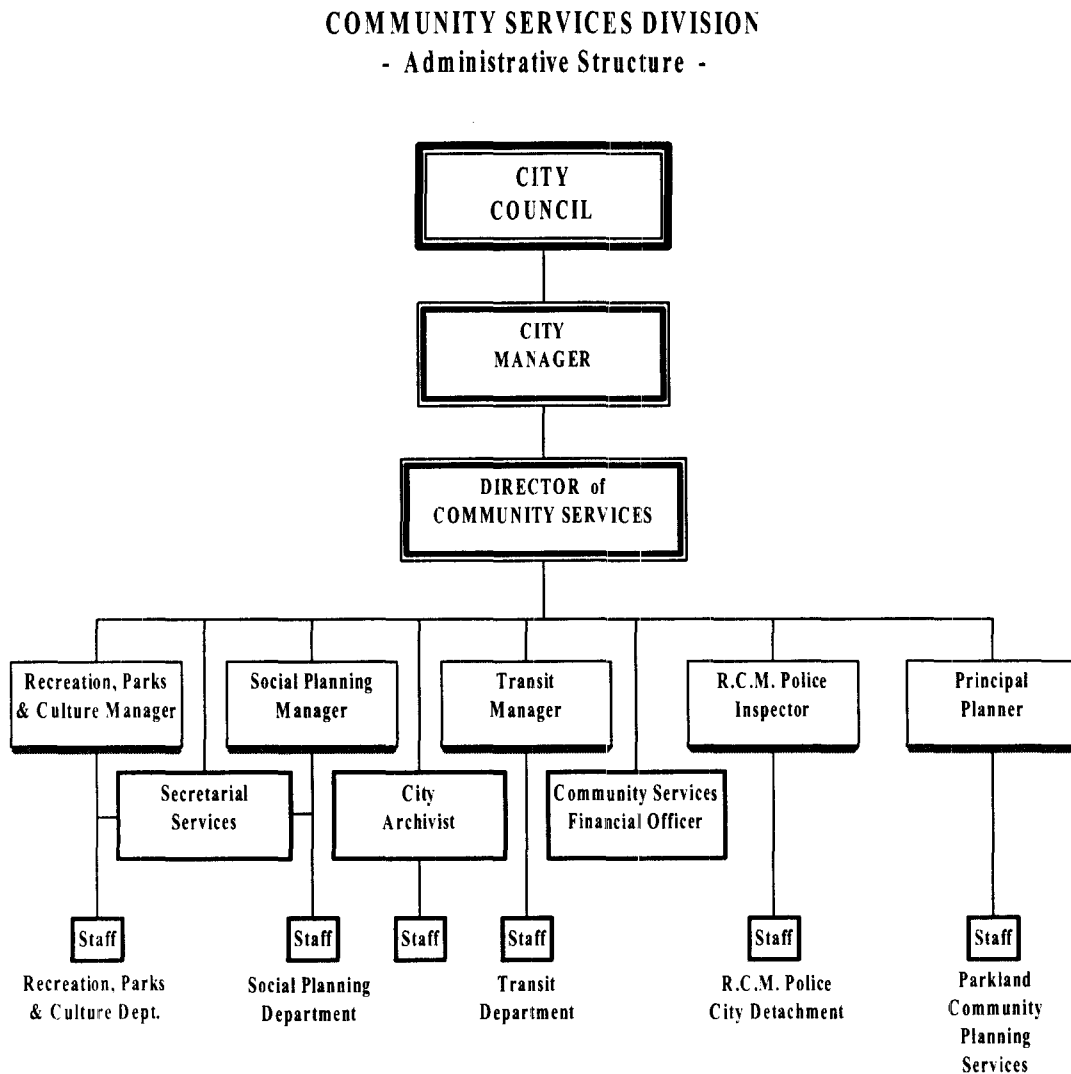 COMMUNITY SERVICES DIVISION
- Administrative Structure -
CITY
COUNCIL
CITY
MANAGER
DIRECTOR of
COMMUNITY SERVICES
Recreation, Parks
& Culture Manager
Social Planning
Manager
Transit
Manager
R.C.M. Police
Inspector
Principal
Planner
Secretarial
Services
City
Archivist
Community Services
Financial Officer
Staff
Staff
Staff
Staff
Staff
Staff
Recreation, Parks
& Culture Dept.
Social Planning
Department
Transit
Department
R.C.M. Police
City Detachment
Parkland
Community
Planning
Services